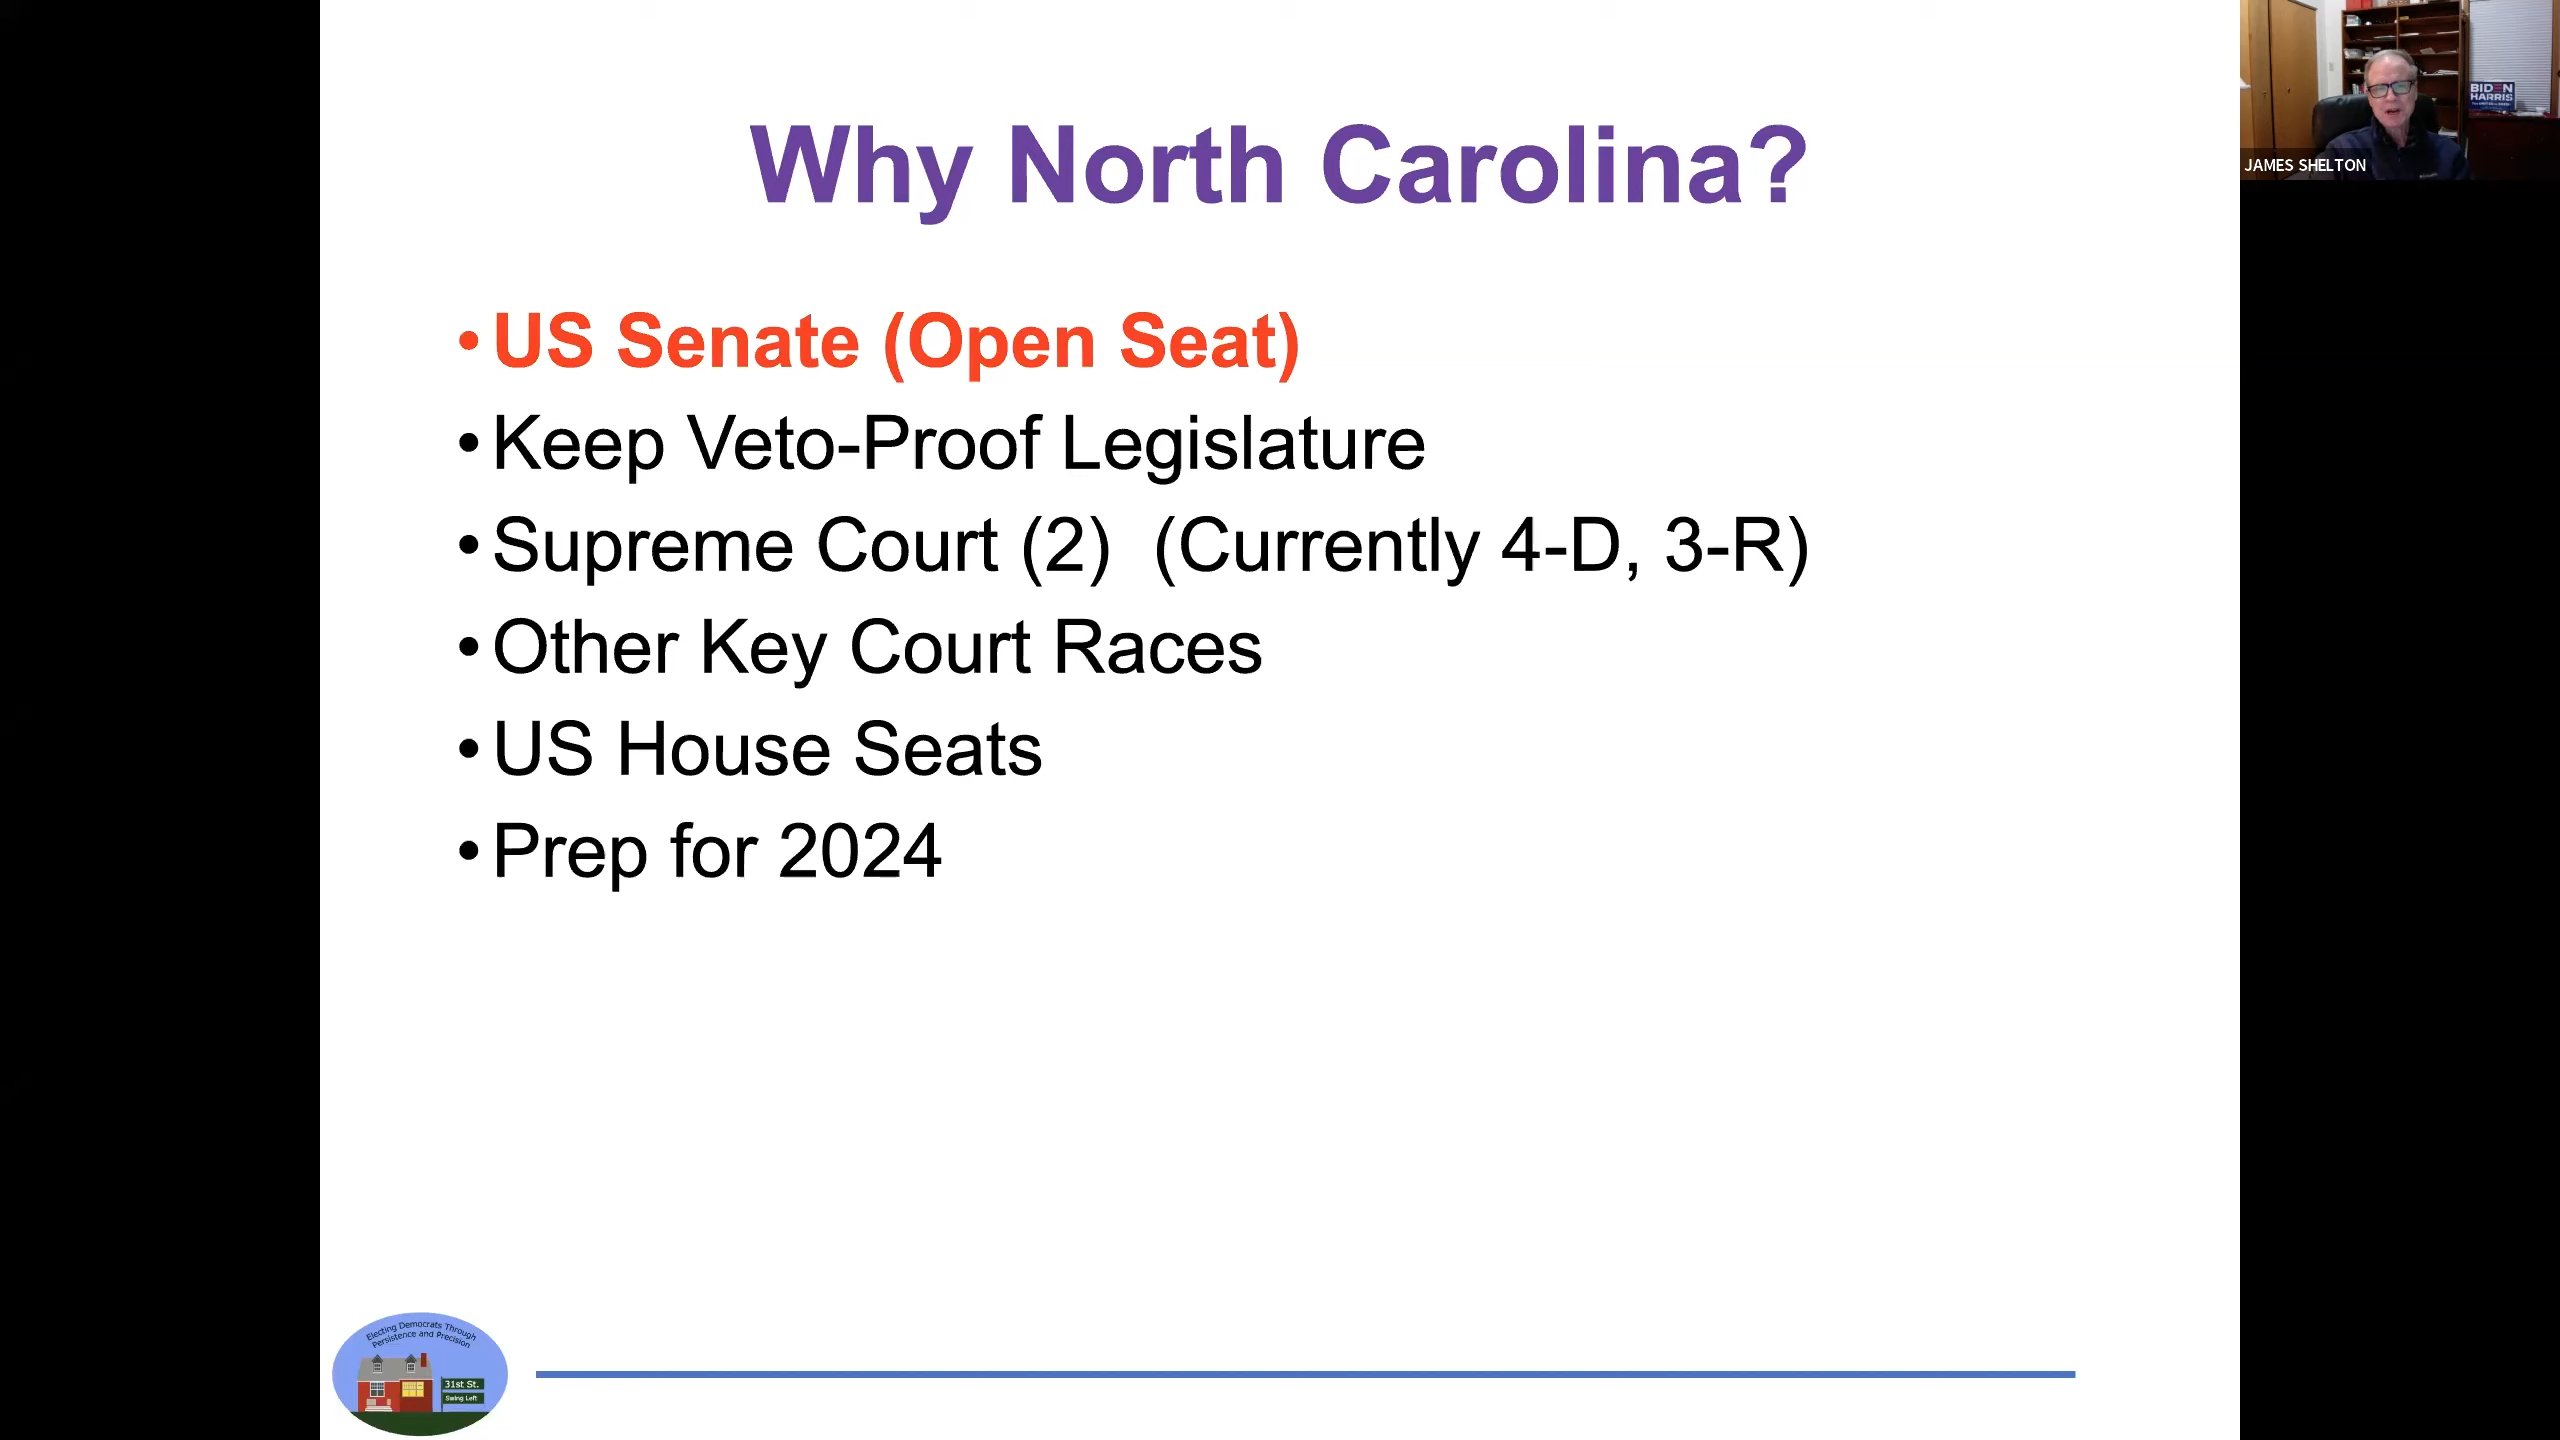 Why North Carolina?
• US Senate (Open Seat)
• Keep Veto-Proof Legislature
• Supreme Court (2)  (Currently 4-D, 3-R)
• Other Key Court Races
• US House Seats
• Prep for 2024
JAMES SHELTON
BIDEN
HARRIS
Electing Democrats Through
Persistence and Precision
31st St.
Swing Left